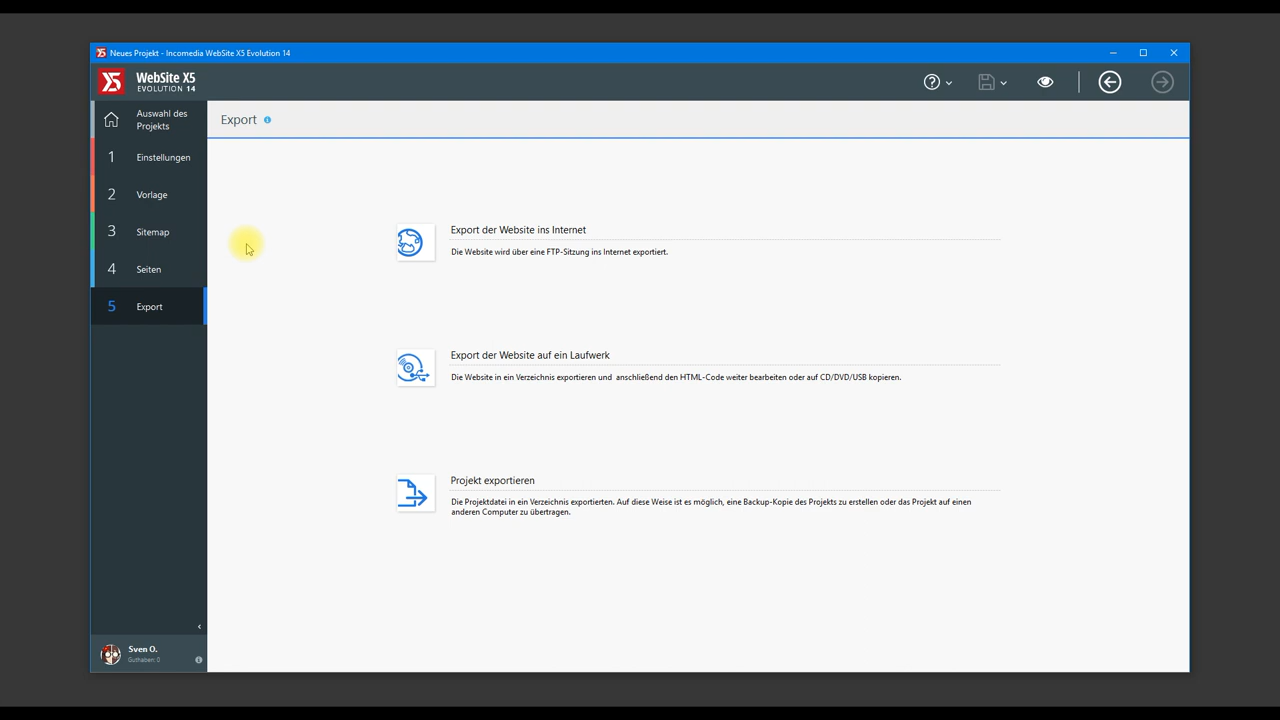 Neues Projekt - Incomedia WebSite X5 Evolution 14
X5
WebSite X5
EVOLUTION 14
Auswahl des
Projekts
1 Einstellungen
2 Vorlage
3 Sitemap
4 Seiten
5 Export
Sven O.
Guthaben: 0
Export
Export der Website ins Internet
Die Website wird über eine FTP-Sitzung ins Internet exportiert.
Export der Website auf ein Laufwerk
Die Website in ein Verzeichnis exportieren und anschließend den HTML-Code weiter bearbeiten oder auf CD/DVD/USB kopieren.
Projekt exportieren
Die Projektdatei in ein Verzeichnis exportierten. Auf diese Weise ist es möglich, eine Backup-Kopie des Projekts zu erstellen oder das Projekt auf einen
anderen Computer zu übertragen.